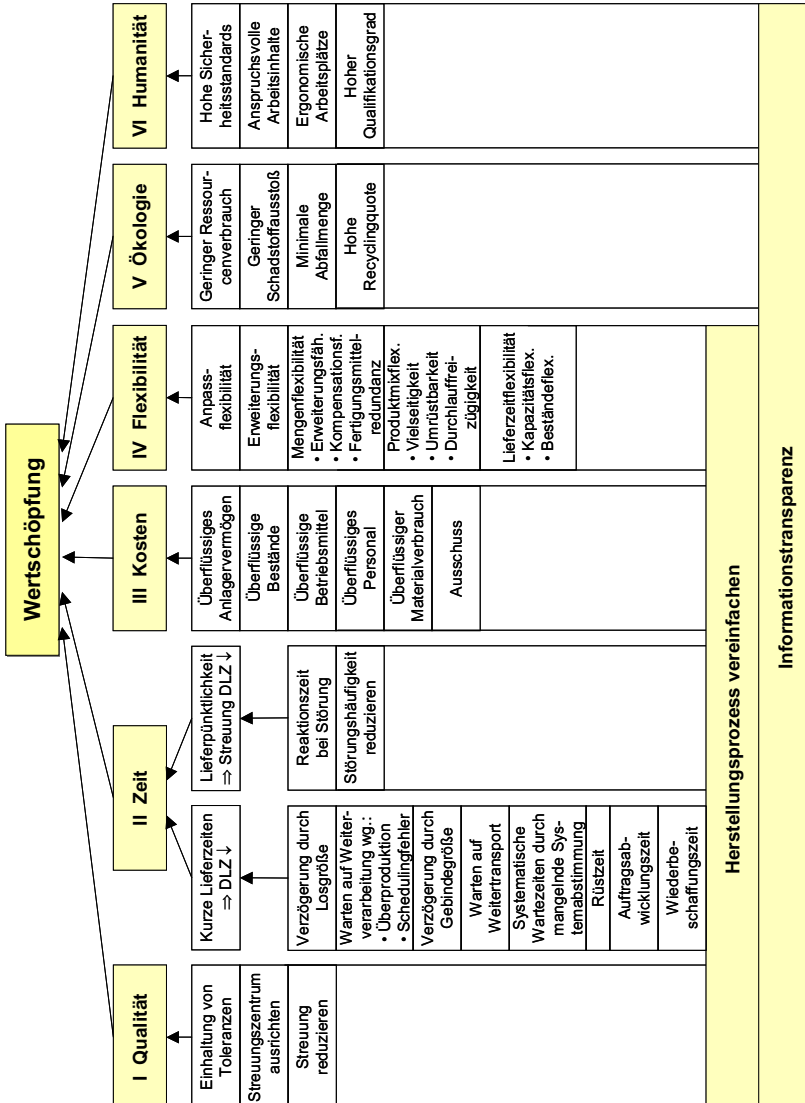 Wertschöpfung
I Qualität
Einhaltung von
Toleranzen
Streuungszentrum
ausrichten
Streuung
reduzieren
II Zeit
Kurze Lieferzeiten
⇒ DLZ ↓
Verzögerung durch
Losgröße
Warten auf Weiter-
verarbeitung wg.:
• Überproduktion
• Schedulingfehler
Verzögerung durch
Gebindegröße
Warten auf
Weitertransport
Systematische
Wartezeiten durch
mangelnde Sys-
temabstimmung
Rüstzeit
Auftragsab-
wicklungszeit
Wiederbe-
schaffungszeit
Lieferpünktlichkeit
⇒ Streuung DLZ ↓
Reaktionszeit
bei Störung
Störungshäufigkeit
reduzieren
III Kosten
Überflüssiges
Anlagervermögen
Überflüssige
Bestände
Überflüssige
Betriebsmittel
Überflüssiges
Personal
Überflüssiger
Materialverbrauch
Ausschuss
IV Flexibilität
Anpass-
flexibilität
Erweiterungs-
flexibilität
Mengenflexibilität
• Erweiterungsfäh.
• Kompensationsf.
• Fertigungsmittel-
redundanz
Produktmixflex.
• Vielseitigkeit
• Umrüstbarkeit
• Durchlauffrei-
zügigkeit
Lieferzeitflexibilität
• Kapazitätsflex.
• Beständeflex.
V Ökologie
Geringer Ressour-
cenverbrauch
Geringer
Schadstoffausstoß
Minimale
Abfallmenge
Hohe
Recyclingquote
VI Humanität
Hohe Sicher-
heitsstandards
Anspruchsvolle
Arbeitsinhalte
Ergonomische
Arbeitsplätze
Hoher
Qualifikationsgrad
Herstellungsprozess vereinfachen
Informationstransparenz